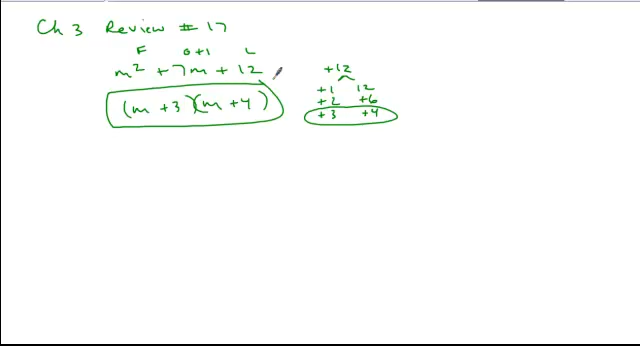 Ch 3 Review # 17
F O+I L
m² + 7m + 12
(m + 3)(m + 4)
+12
+1 12
+2 +6
+3 +4